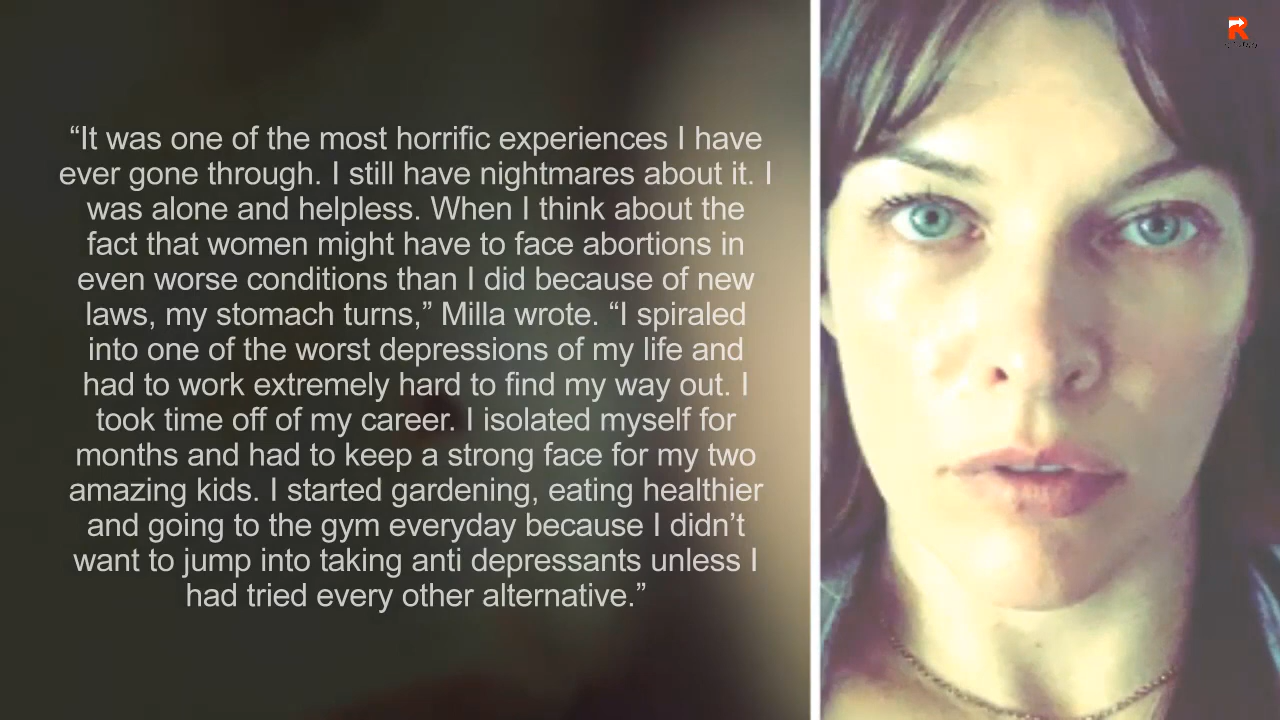 “It was one of the most horrific experiences I have
ever gone through. I still have nightmares about it. I
was alone and helpless. When I think about the
fact that women might have to face abortions in
even worse conditions than I did because of new
laws, my stomach turns,” Milla wrote. “I spiraled
into one of the worst depressions of my life and
had to work extremely hard to find my way out. I
took time off of my career. I isolated myself for
months and had to keep a strong face for my two
amazing kids. I started gardening, eating healthier
and going to the gym everyday because I didn’t
want to jump into taking anti depressants unless I
had tried every other alternative.”
R